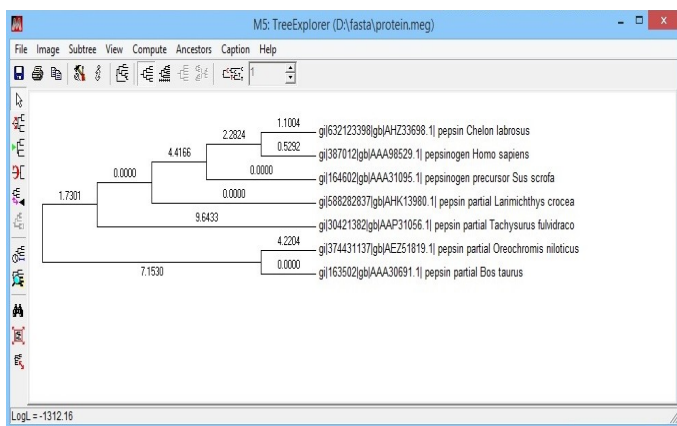 M5: TreeExplorer (D:\fasta\protein.meg)
File Image Subtree View Compute Ancestors Caption Help
1
1.1004
gi|632123398|gb|AHZ33698.1| pepsin Chelon labrosus
2.2824
0.5292
gi|387012|gb|AAA98529.1| pepsinogen Homo sapiens
4.4166
0.0000
gi|164602|gb|AAA31095.1| pepsinogen precursor Sus scrofa
0.0000
0.0000
gi|588282837|gb|AHK13980.1| pepsin partial Larimichthys crocea
1.7301
9.6433
gi|30421382|gb|AAP31056.1| pepsin partial Tachysurus fulvidraco
4.2204
gi|374431137|gb|AEZ51819.1| pepsin partial Oreochromis niloticus
7.1530
0.0000
gi|163502|gb|AAA30691.1| pepsin partial Bos taurus
LogL = -1312.16